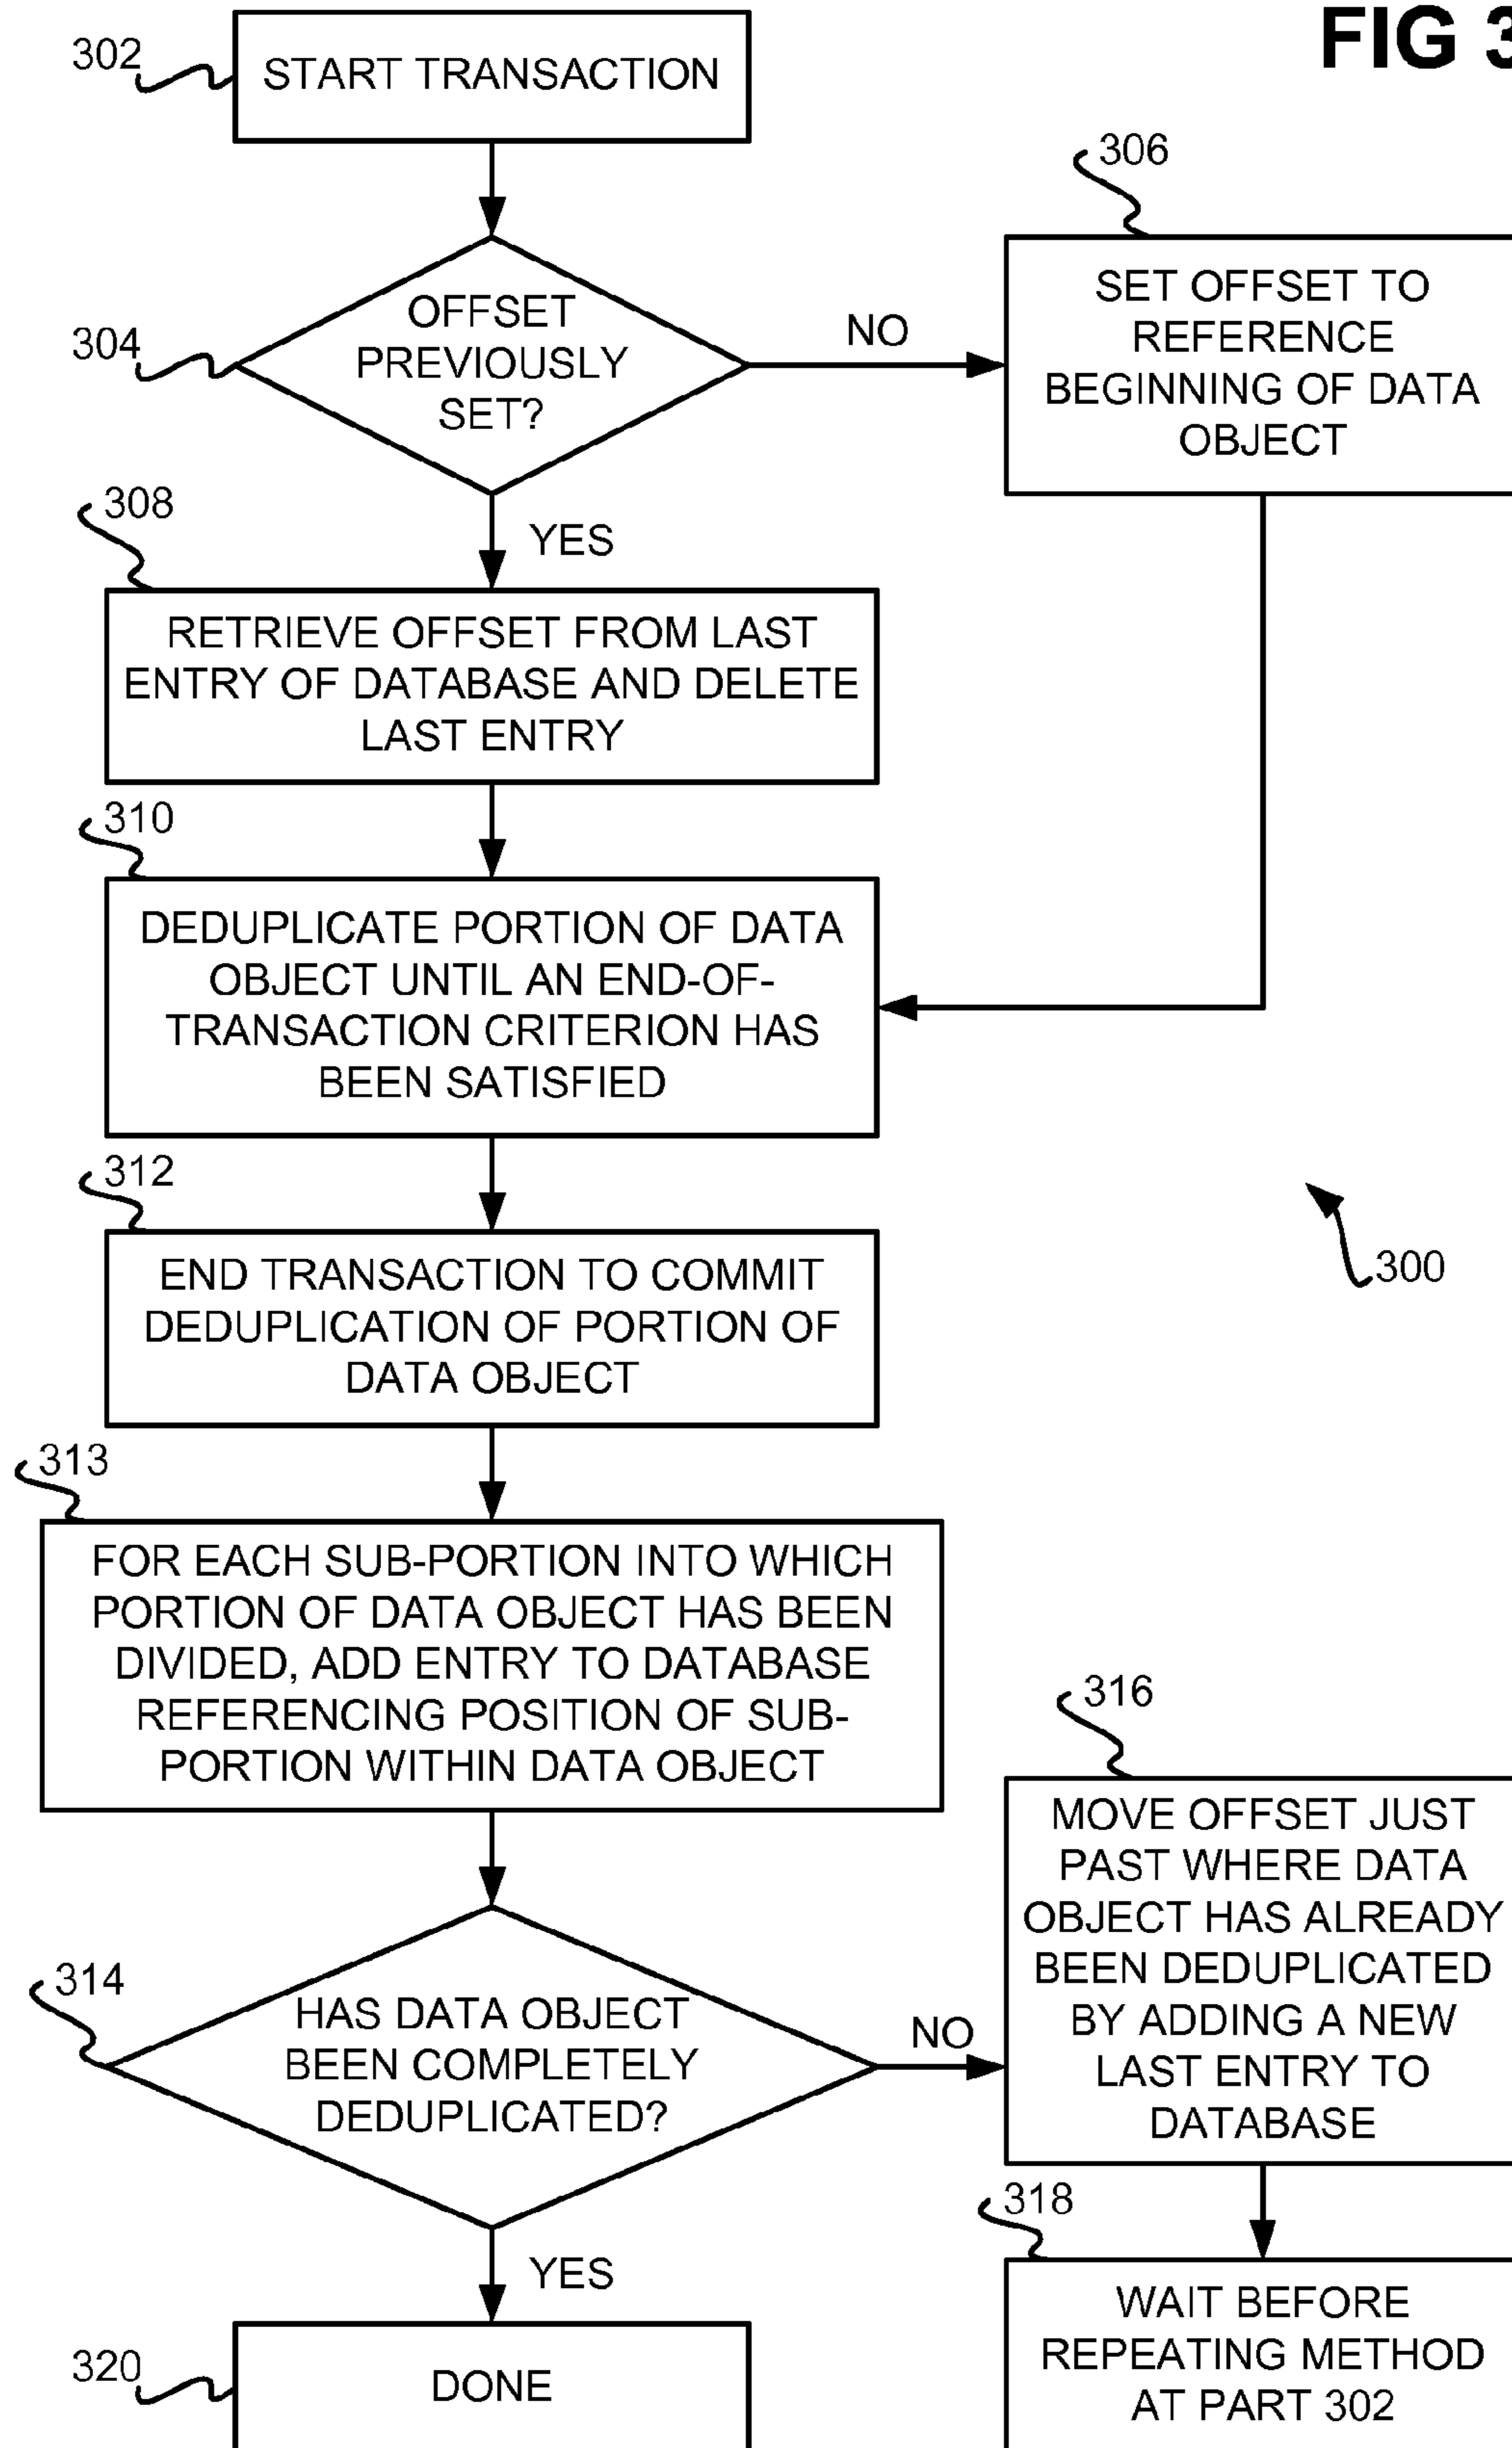 FIG 3
302
START TRANSACTION
306
304
OFFSET
PREVIOUSLY
SET?
NO
SET OFFSET TO
REFERENCE
BEGINNING OF DATA
OBJECT
308
YES
RETRIEVE OFFSET FROM LAST
ENTRY OF DATABASE AND DELETE
LAST ENTRY
310
DEDUPLICATE PORTION OF DATA
OBJECT UNTIL AN END-OF-
TRANSACTION CRITERION HAS
BEEN SATISFIED
312
END TRANSACTION TO COMMIT
DEDUPLICATION OF PORTION OF
DATA OBJECT
300
313
FOR EACH SUB-PORTION INTO WHICH
PORTION OF DATA OBJECT HAS BEEN
DIVIDED, ADD ENTRY TO DATABASE
REFERENCING POSITION OF SUB-
PORTION WITHIN DATA OBJECT
314
HAS DATA OBJECT
BEEN COMPLETELY
DEDUPLICATED?
NO
316
MOVE OFFSET JUST
PAST WHERE DATA
OBJECT HAS ALREADY
BEEN DEDUPLICATED
BY ADDING A NEW
LAST ENTRY TO
DATABASE
YES
318
WAIT BEFORE
REPEATING METHOD
AT PART 302
320
DONE